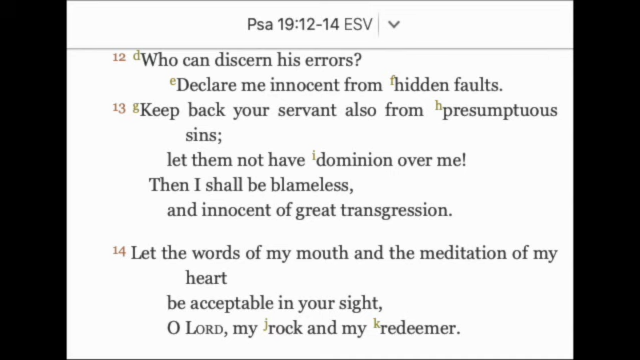 Psa 19:12-14 ESV
12 dWho can discern his errors?
eDeclare me innocent from fhidden faults.
13 gKeep back your servant also from hpresumptuous
sins;
let them not have idominion over me!
Then I shall be blameless,
and innocent of great transgression.
14 Let the words of my mouth and the meditation of my
heart
be acceptable in your sight,
O LORD, my jrock and my kredeemer.